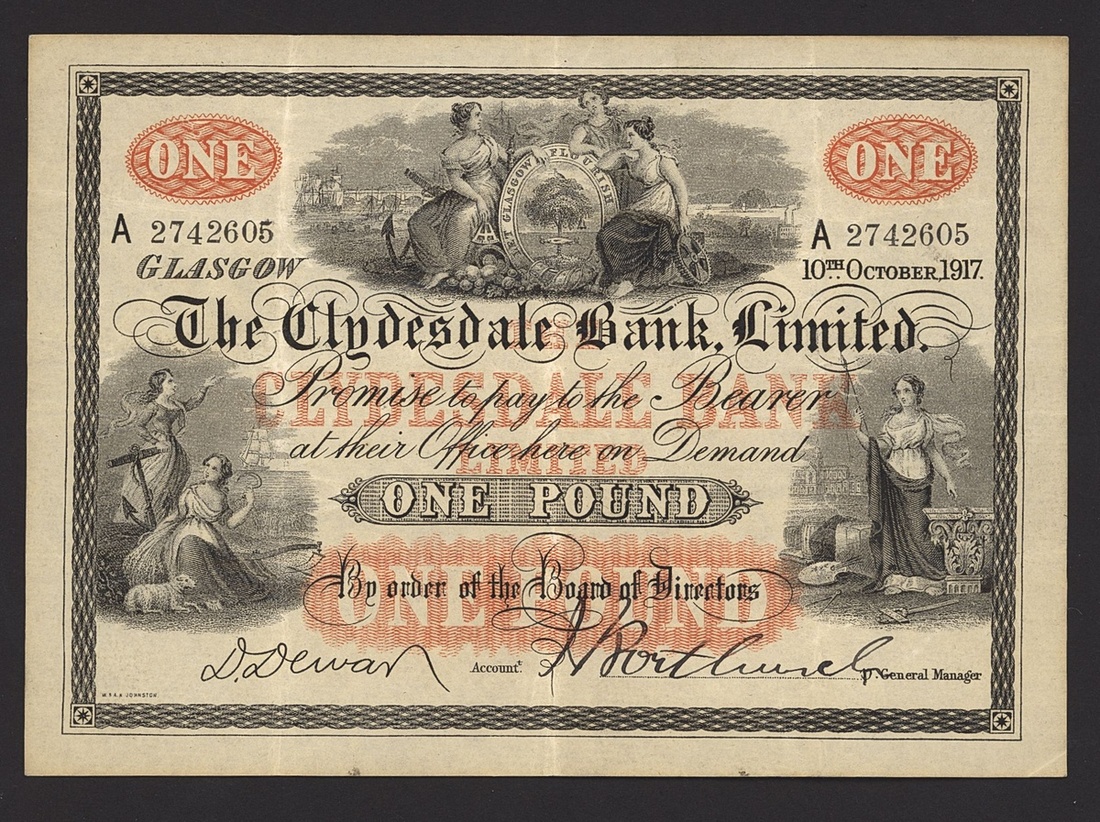 ONE ONE
LET GLASGOW FLOURISH
A 2742605 A 2742605
GLASGOW 10TH OCTOBER, 1917.
The Clydesdale Bank, Limited.
THE
CLYDESDALE BANK
Promise to pay to the Bearer
at their Office here on Demand
LIMITED
ONE POUND
By order of the Board of Directors
ONE POUND
D. Dewar Accountt. p. General Manager
W. & A. K. JOHNSTON